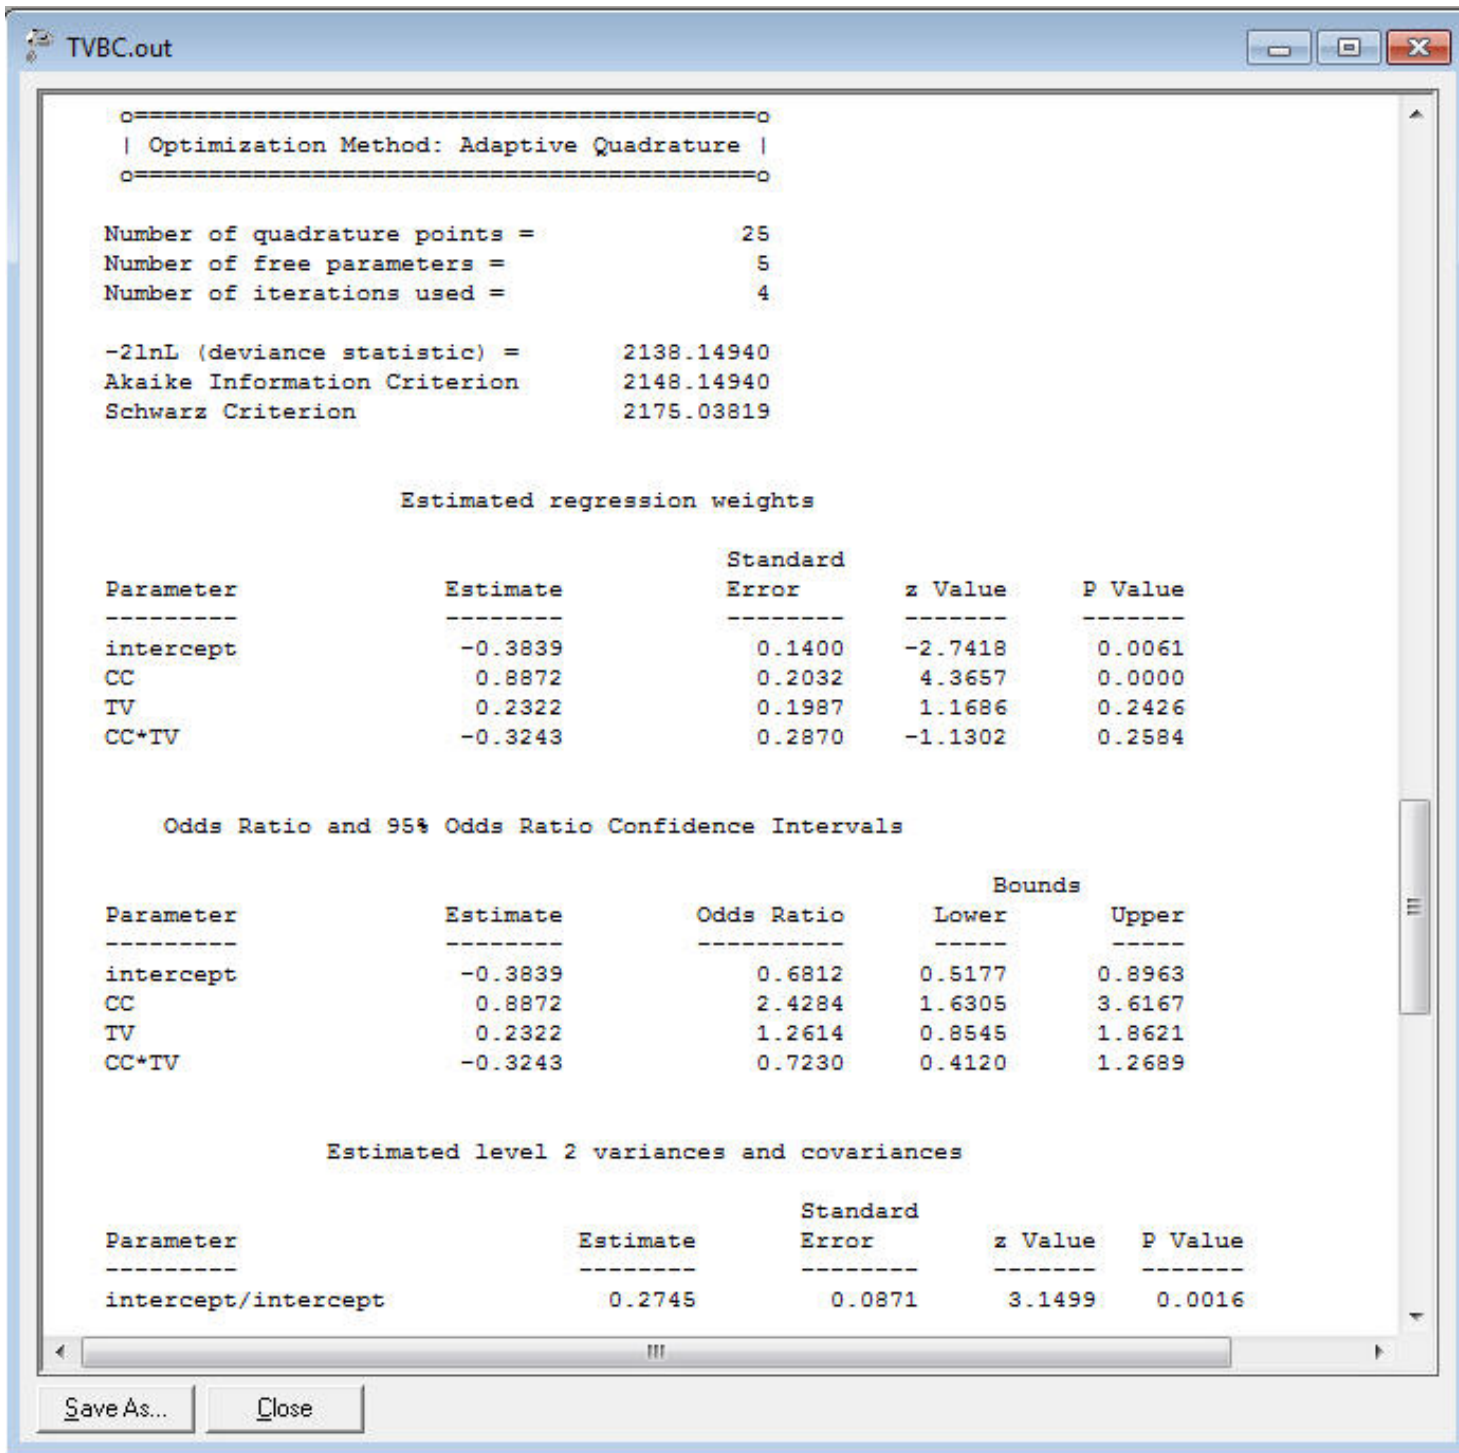 TVBC.out
o==========================================o
| Optimization Method: Adaptive Quadrature |
o==========================================o
Number of quadrature points = 25
Number of free parameters = 5
Number of iterations used = 4
-2lnL (deviance statistic) = 2138.14940
Akaike Information Criterion 2148.14940
Schwarz Criterion 2175.03819
Estimated regression weights
Standard
Parameter Estimate Error z Value P Value
--------- -------- -------- ------- -------
intercept -0.3839 0.1400 -2.7418 0.0061
CC 0.8872 0.2032 4.3657 0.0000
TV 0.2322 0.1987 1.1686 0.2426
CC*TV -0.3243 0.2870 -1.1302 0.2584
Odds Ratio and 95% Odds Ratio Confidence Intervals
Bounds
Parameter Estimate Odds Ratio Lower Upper
--------- -------- ---------- ----- -----
intercept -0.3839 0.6812 0.5177 0.8963
CC 0.8872 2.4284 1.6305 3.6167
TV 0.2322 1.2614 0.8545 1.8621
CC*TV -0.3243 0.7230 0.4120 1.2689
Estimated level 2 variances and covariances
Standard
Parameter Estimate Error z Value P Value
--------- -------- -------- ------- -------
intercept/intercept 0.2745 0.0871 3.1499 0.0016
Save As... Close